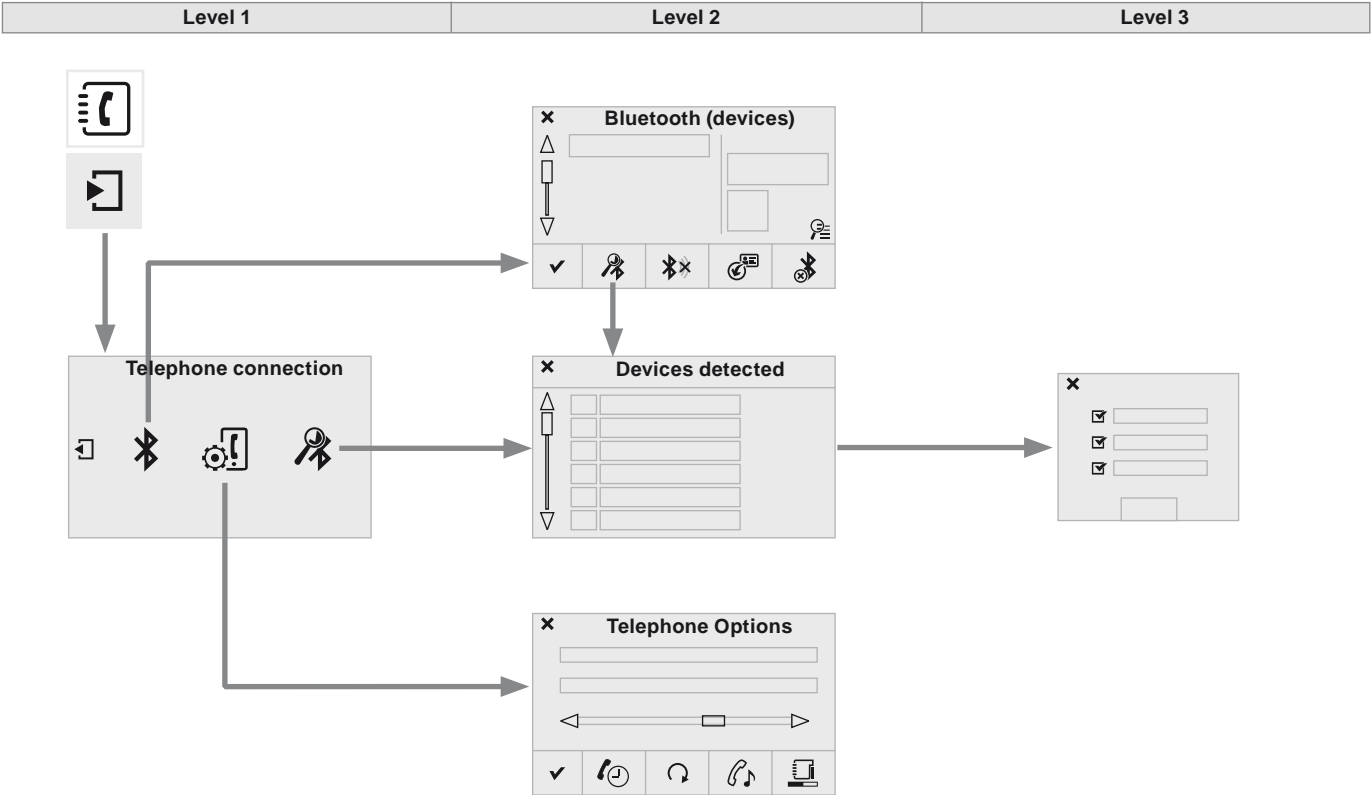 Level 1
Level 2
Level 3
Bluetooth (devices)
Telephone connection
Devices detected
Telephone Options